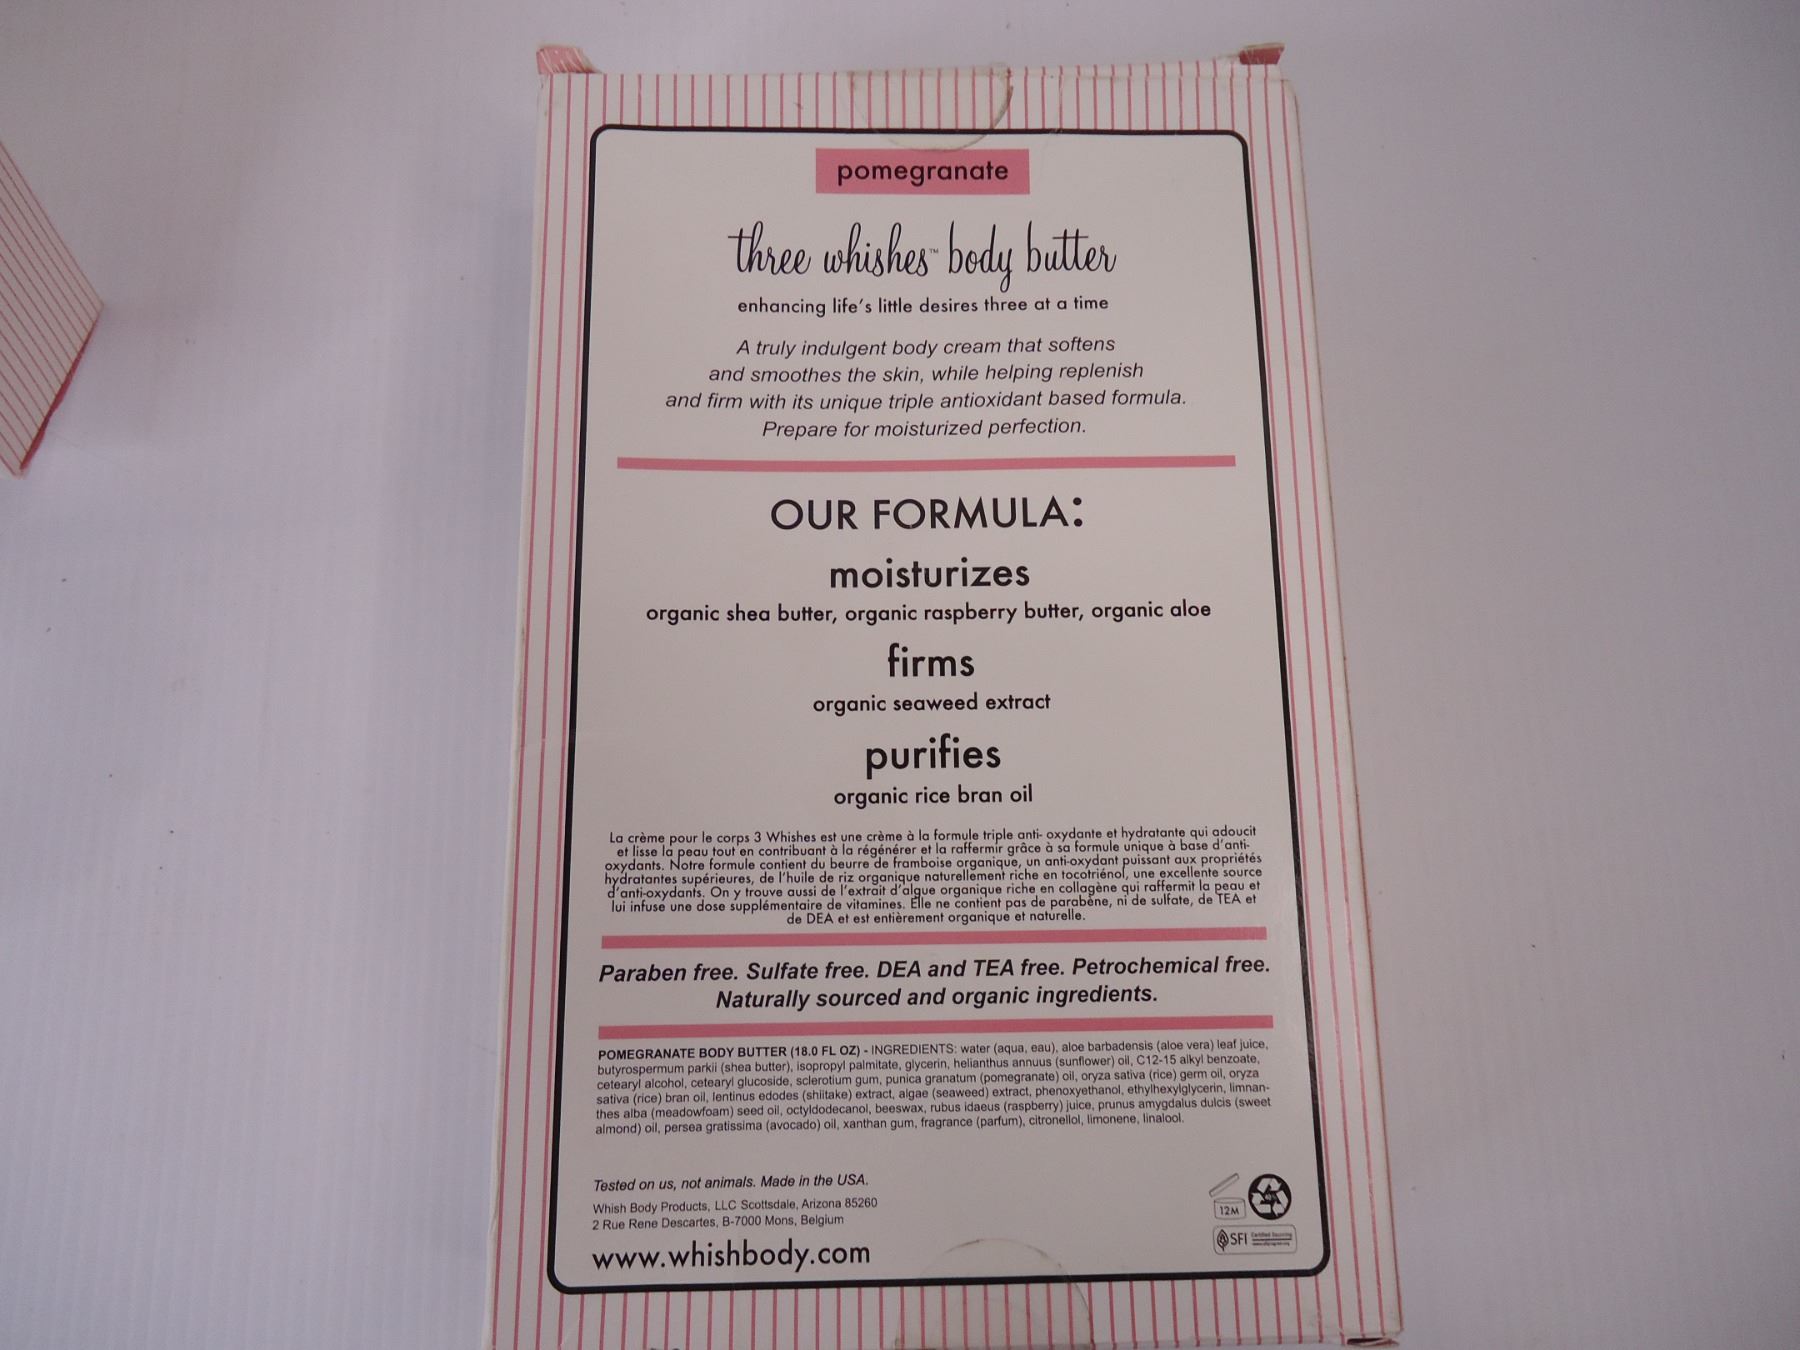 pomegranate
three whishes™ body butter
enhancing life's little desires three at a time
A truly indulgent body cream that softens
and smoothes the skin, while helping replenish
and firm with its unique triple antioxidant based formula.
Prepare for moisturized perfection.
OUR FORMULA:
moisturizes
organic shea butter, organic raspberry butter, organic aloe
firms
organic seaweed extract
purifies
organic rice bran oil
La crème pour le corps 3 Whishes est une crème à la formule triple anti- oxydante et hydratante qui adoucit
et lisse la peau tout en contribuant à la régénérer et la raffermir grâce à sa formule unique à base d'anti-
oxydants. Notre formule contient du beurre de framboise organique, un anti-oxydant puissant aux propriétés
hydratantes supérieures, de l'huile de riz organique naturellement riche en tocotriénol, une excellente source
d'anti-oxydants. On y trouve aussi de l'extrait d'algue organique riche en collagène qui raffermit la peau et
lui infuse une dose supplémentaire de vitamines. Elle ne contient pas de parabène, ni de sulfate, de TEA et
de DEA et est entièrement organique et naturelle.
Paraben free. Sulfate free. DEA and TEA free. Petrochemical free.
Naturally sourced and organic ingredients.
POMEGRANATE BODY BUTTER (18.0 FL OZ) - INGREDIENTS: water (aqua, eau), aloe barbadensis (aloe vera) leaf juice,
butyrospermum parkii (shea butter), isopropyl palmitate, glycerin, helianthus annuus (sunflower) oil, C12-15 alkyl benzoate,
cetearyl alcohol, cetearyl glucoside, sclerotium gum, punica granatum (pomegranate) oil, oryza sativa (rice) germ oil, oryza
sativa (rice) bran oil, lentinus edodes (shiitake) extract, algae (seaweed) extract, phenoxyethanol, ethylhexylglycerin, limnan-
thes alba (meadowfoam) seed oil, octyldodecanol, beeswax, rubus idaeus (raspberry) juice, prunus amygdalus dulcis (sweet
almond) oil, persea gratissima (avocado) oil, xanthan gum, fragrance (parfum), citronellol, limonene, linalool.
Tested on us, not animals. Made in the USA.
Whish Body Products, LLC Scottsdale, Arizona 85260
2 Rue Rene Descartes, B-7000 Mons, Belgium
www.whishbody.com
12M
SFI Certified Sourcing